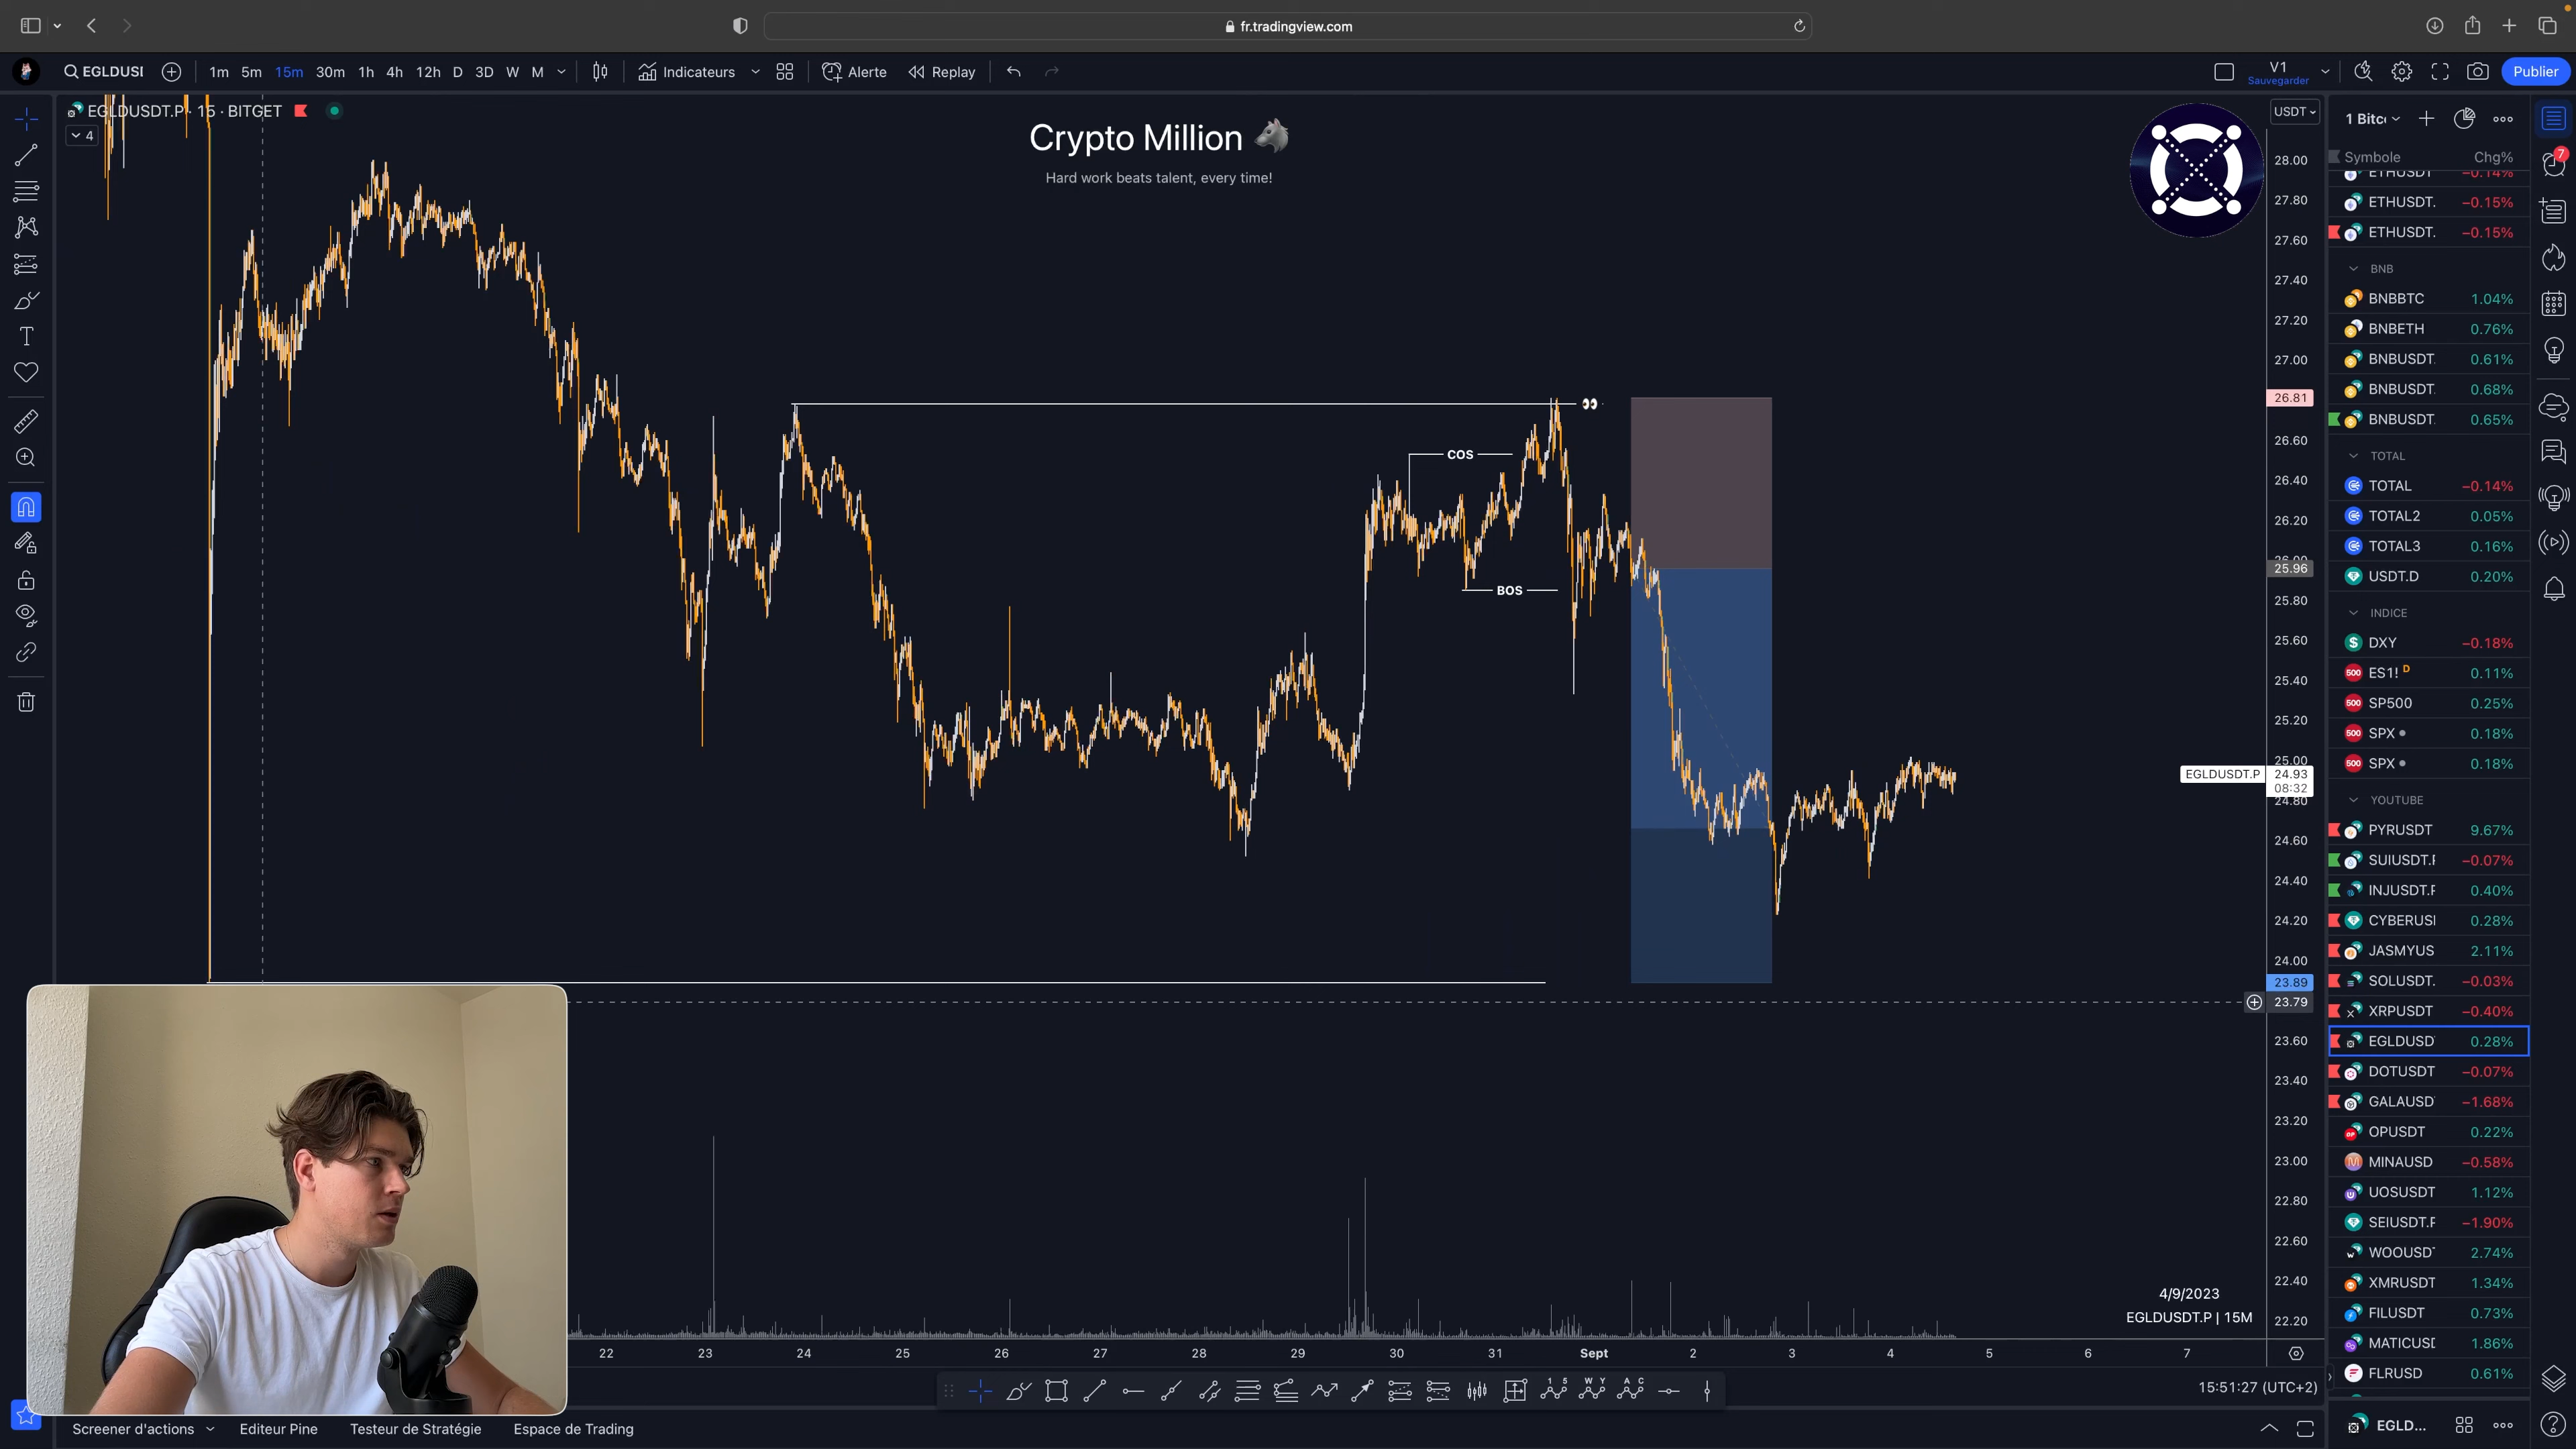 fr.tradingview.com
EGLDUSI
1m 5m 15m 30m 1h 4h 12h D 3D W M
Indicateurs
Alerte
Replay
V1
Sauvegarder
Publier
EGLDUSDT.P · 15 · BITGET
4
Crypto Million
Hard work beats talent, every time!
COS
BOS
USDT
28.00
27.80
27.60
27.40
27.20
27.00
26.81
26.60
26.40
26.20
25.96
25.80
25.60
25.40
25.20
25.00
EGLDUSDT.P 24.93
08:32
24.80
24.60
24.40
24.20
24.00
23.89
23.79
23.60
23.40
23.20
23.00
22.80
22.60
22.40
22.20
4/9/2023
EGLDUSDT.P | 15M
22 23 24 25 26 27 28 29 30 31 Sept 2 3 4 5 6 7
15:51:27 (UTC+2)
Screener d'actions
Editeur Pine
Testeur de Stratégie
Espace de Trading
1 Bitc
7
Symbole Chg%
ETHUSDT −0.14%
ETHUSDT. −0.15%
ETHUSDT. −0.15%
BNB
BNBBTC 1.04%
BNBETH 0.76%
BNBUSDT. 0.61%
BNBUSDT. 0.68%
BNBUSDT. 0.65%
TOTAL
TOTAL −0.14%
TOTAL2 0.05%
TOTAL3 0.16%
USDT.D 0.20%
INDICE
DXY −0.18%
ES1! D 0.11%
SP500 0.25%
SPX 0.18%
SPX 0.18%
YOUTUBE
PYRUSDT 9.67%
SUIUSDT.F −0.07%
INJUSDT.F 0.40%
CYBERUSI 0.28%
JASMYUS 2.11%
SOLUSDT. −0.03%
XRPUSDT −0.40%
EGLDUSD 0.28%
DOTUSDT −0.07%
GALAUSD −1.68%
OPUSDT 0.22%
MINAUSD −0.58%
UOSUSDT 1.12%
SEIUSDT.F −1.90%
WOOUSD 2.74%
XMRUSDT 1.34%
FILUSDT 0.73%
MATICUSI 1.86%
FLRUSD 0.61%
EGLD...